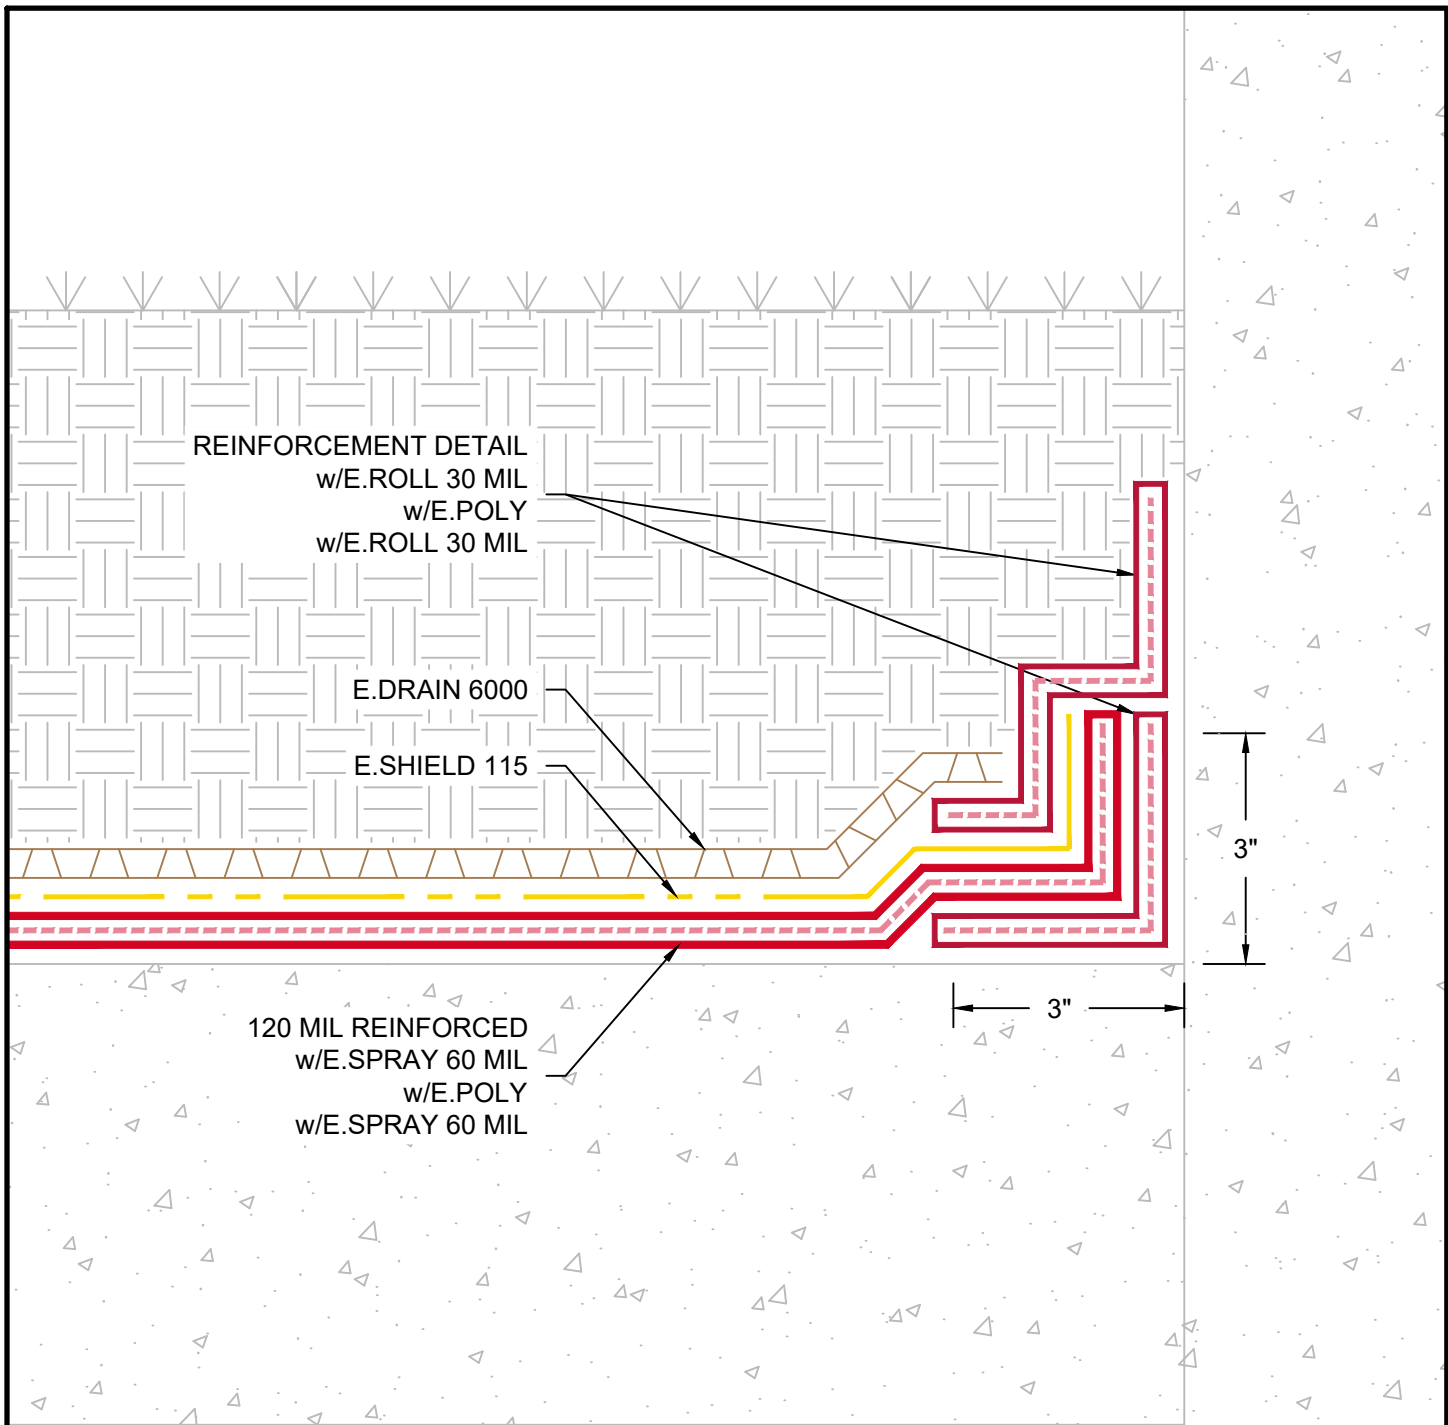 REINFORCEMENT DETAIL
w/E.ROLL 30 MIL
w/E.POLY
w/E.ROLL 30 MIL
E.DRAIN 6000
E.SHIELD 115
3"
3"
120 MIL REINFORCED
w/E.SPRAY 60 MIL
w/E.POLY
w/E.SPRAY 60 MIL